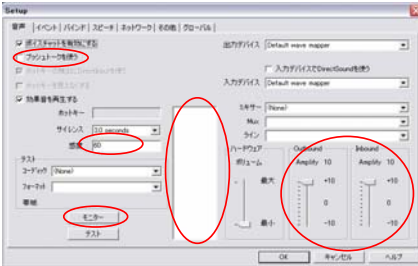 Setup
音声 イベント バインド スピーチ ネットワーク その他 グローバル
ボイスチャットを有効にする
プッシュトークを使う
効果音を再生する
ホットキー
サイレンス 10 seconds
感度 60
テスト
コーデック (None)
フォーマット
帯域
モニター
テスト
出力デバイス Default wave mapper
入力デバイスでDirectSoundを使う
入力デバイス Default wave mapper
ミキサー (None)
Mux
ライン
ハードウェア
ボリューム
最大
最小
Outbound
Amplify 10
+10
0
-10
Inbound
Amplify 10
+10
0
-10
OK キャンセル ヘルプ